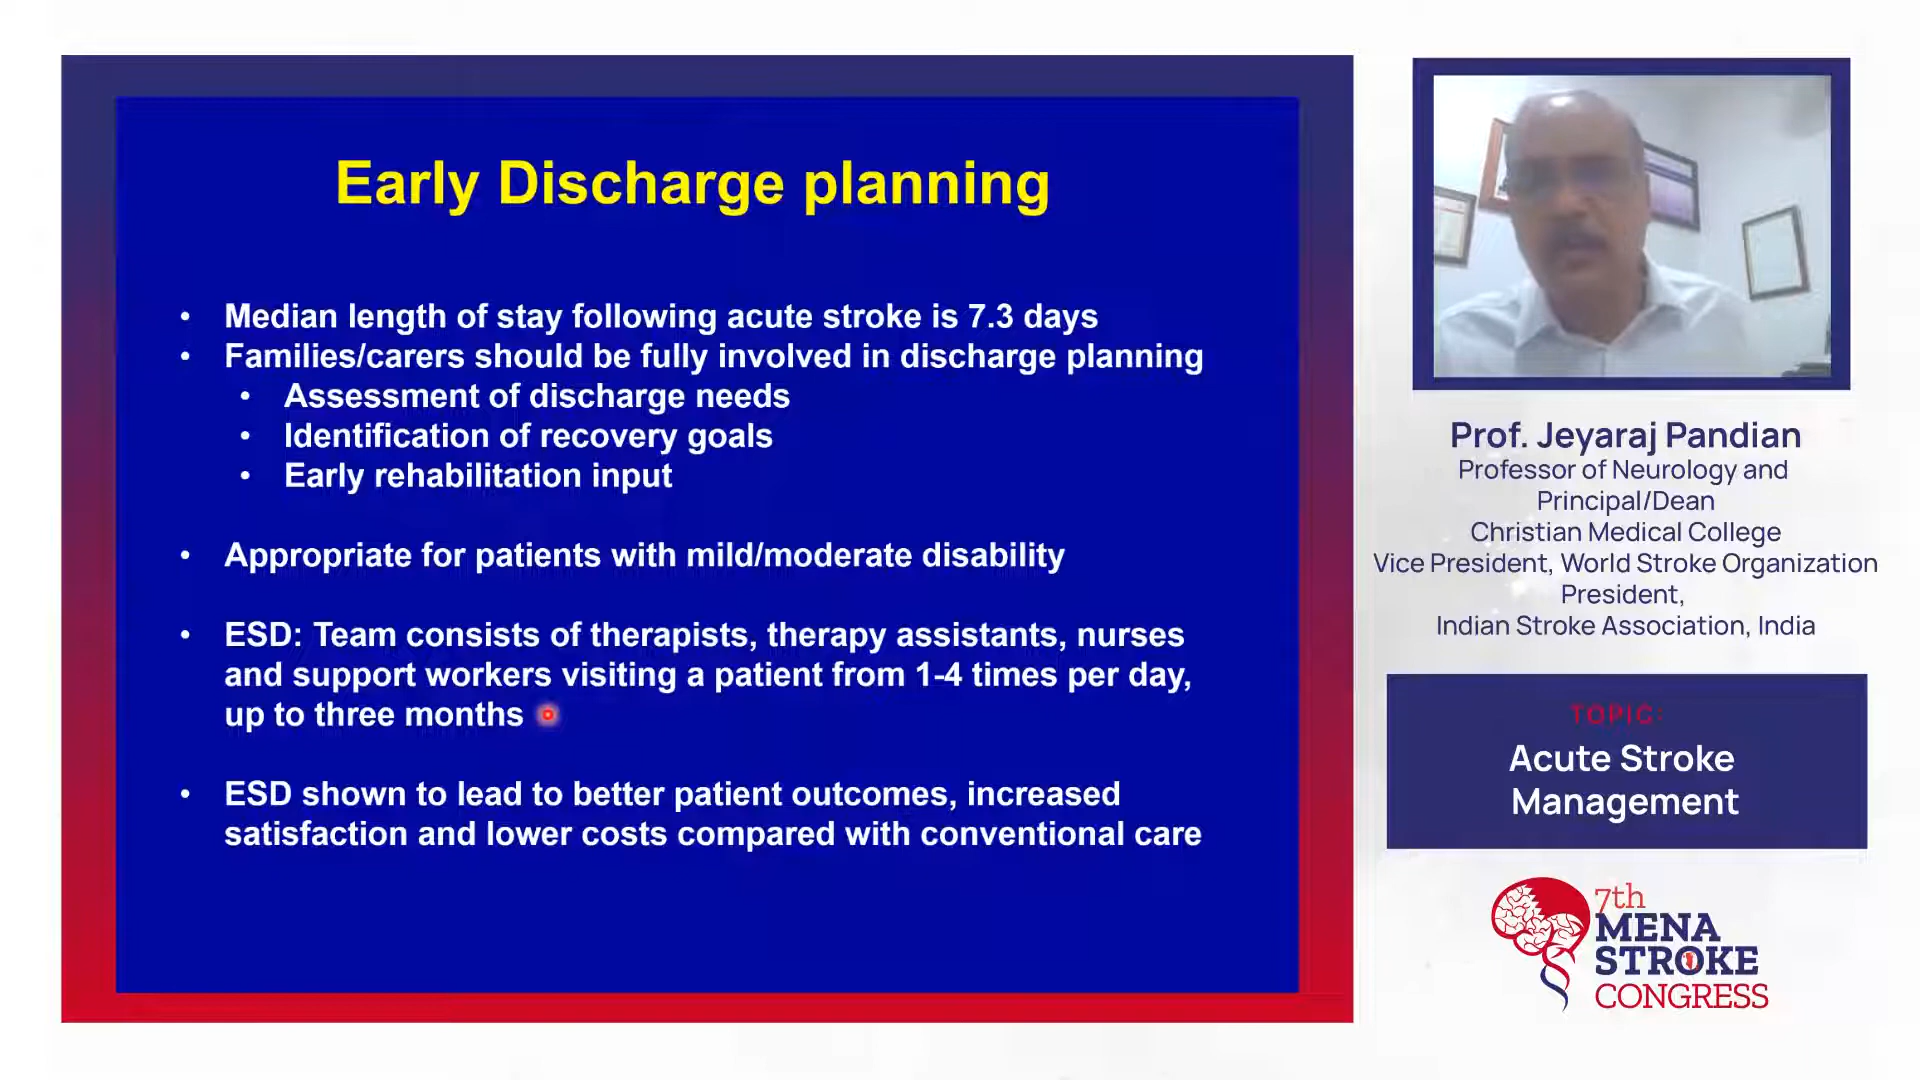 Early Discharge planning
• Median length of stay following acute stroke is 7.3 days
• Families/carers should be fully involved in discharge planning
• Assessment of discharge needs
• Identification of recovery goals
• Early rehabilitation input
• Appropriate for patients with mild/moderate disability
• ESD: Team consists of therapists, therapy assistants, nurses
and support workers visiting a patient from 1-4 times per day,
up to three months
• ESD shown to lead to better patient outcomes, increased
satisfaction and lower costs compared with conventional care
Prof. Jeyaraj Pandian
Professor of Neurology and
Principal/Dean
Christian Medical College
Vice President, World Stroke Organization
President,
Indian Stroke Association, India
TOPIC:
Acute Stroke
Management
7th
MENA
STROKE
CONGRESS